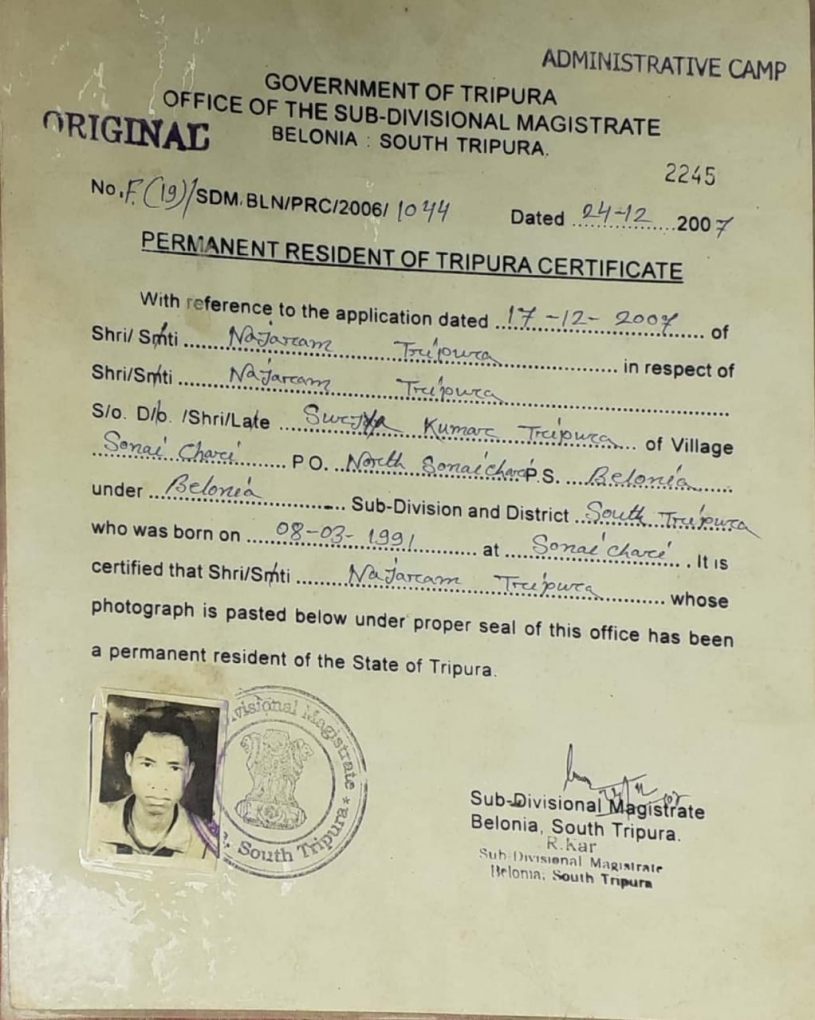 ADMINISTRATIVE CAMP
GOVERNMENT OF TRIPURA
OFFICE OF THE SUB-DIVISIONAL MAGISTRATE
ORIGINAL
BELONIA : SOUTH TRIPURA.
2245
No. F.(19)/SDM.BLN/PRC/2006/ 1044 Dated 24-12 2007
PERMANENT RESIDENT OF TRIPURA CERTIFICATE
With reference to the application dated 17-12-2007 of
Shri/ Smti Najaram Tripura in respect of
Shri/Smti Najaram Tripura
S/o. D/o. /Shri/Late Kumar Tripura of Village
Sonai Chari P.O. North Sonaichari P.S. Belonia
under Belonia Sub-Division and District South Tripura
who was born on 08-03-1991 at Sonai chari. It is
certified that Shri/Smti Najaram Tripura whose
photograph is pasted below under proper seal of this office has been
a permanent resident of the State of Tripura.
visional Magistrate
South Tripura
Sub-Divisional Magistrate
Belonia, South Tripura.
R.Kar
Sub Divisional Magistrate
Belonia, South Tripura